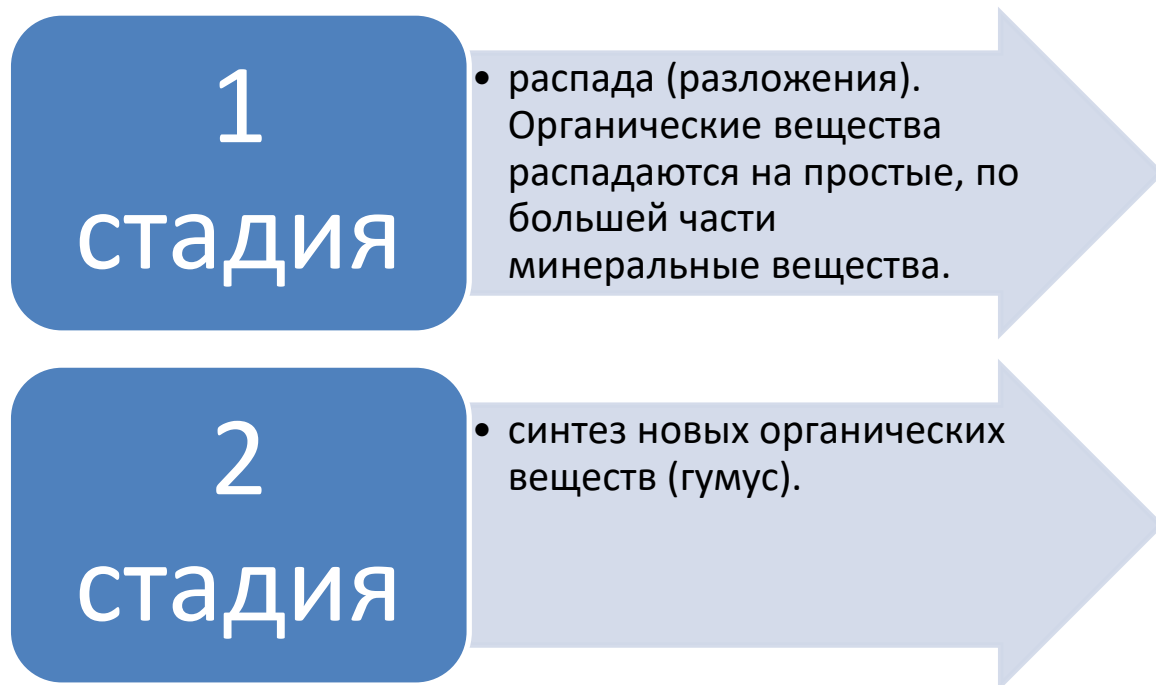 1
стадия
• распада (разложения).
Органические вещества
распадаются на простые, по
большей части
минеральные вещества.
2
стадия
• синтез новых органических
веществ (гумус).